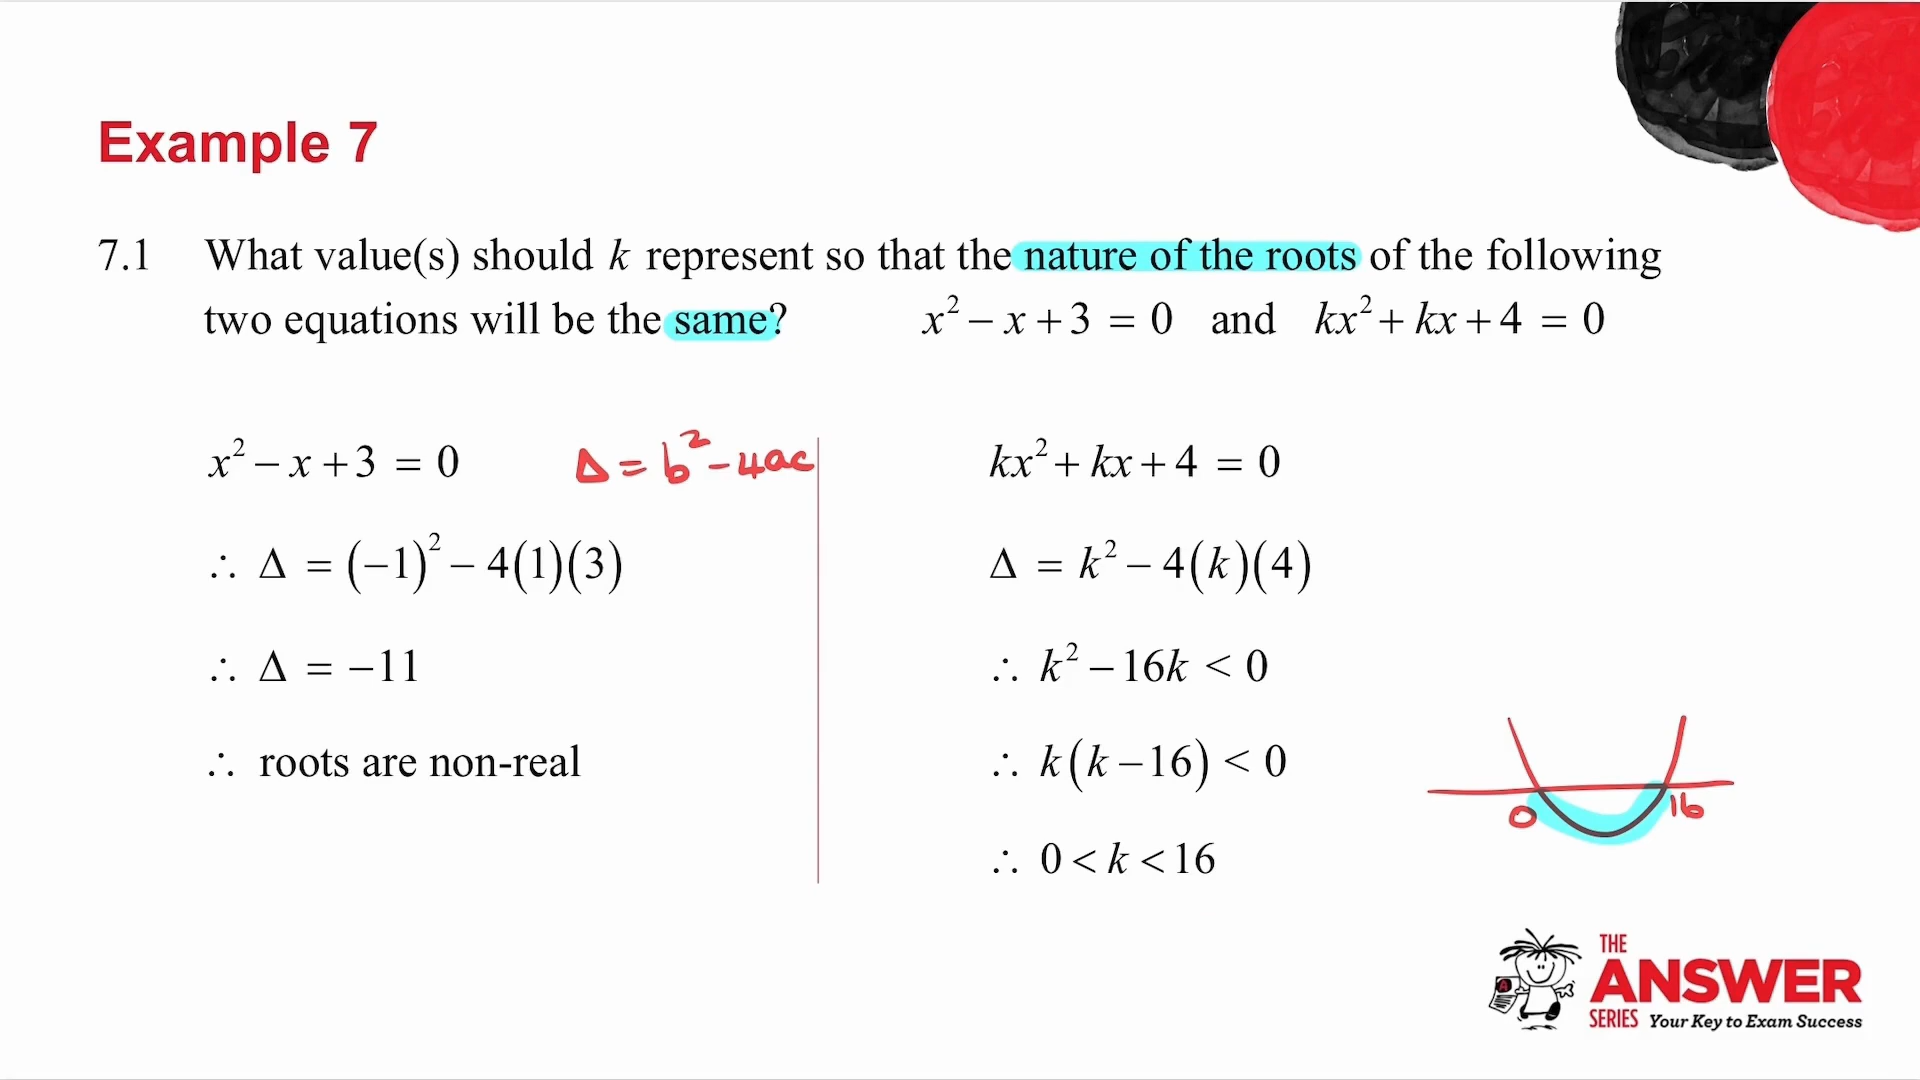 Example 7
7.1 What value(s) should k represent so that the nature of the roots of the following
two equations will be the same? x² − x + 3 = 0 and kx² + kx + 4 = 0
x² − x + 3 = 0 Δ = b² − 4ac
∴ Δ = (−1)² − 4(1)(3)
∴ Δ = −11
∴ roots are non-real
kx² + kx + 4 = 0
Δ = k² − 4(k)(4)
∴ k² − 16k < 0
∴ k(k − 16) < 0
∴ 0 < k < 16
0 16
A
THE
ANSWER
SERIES Your Key to Exam Success